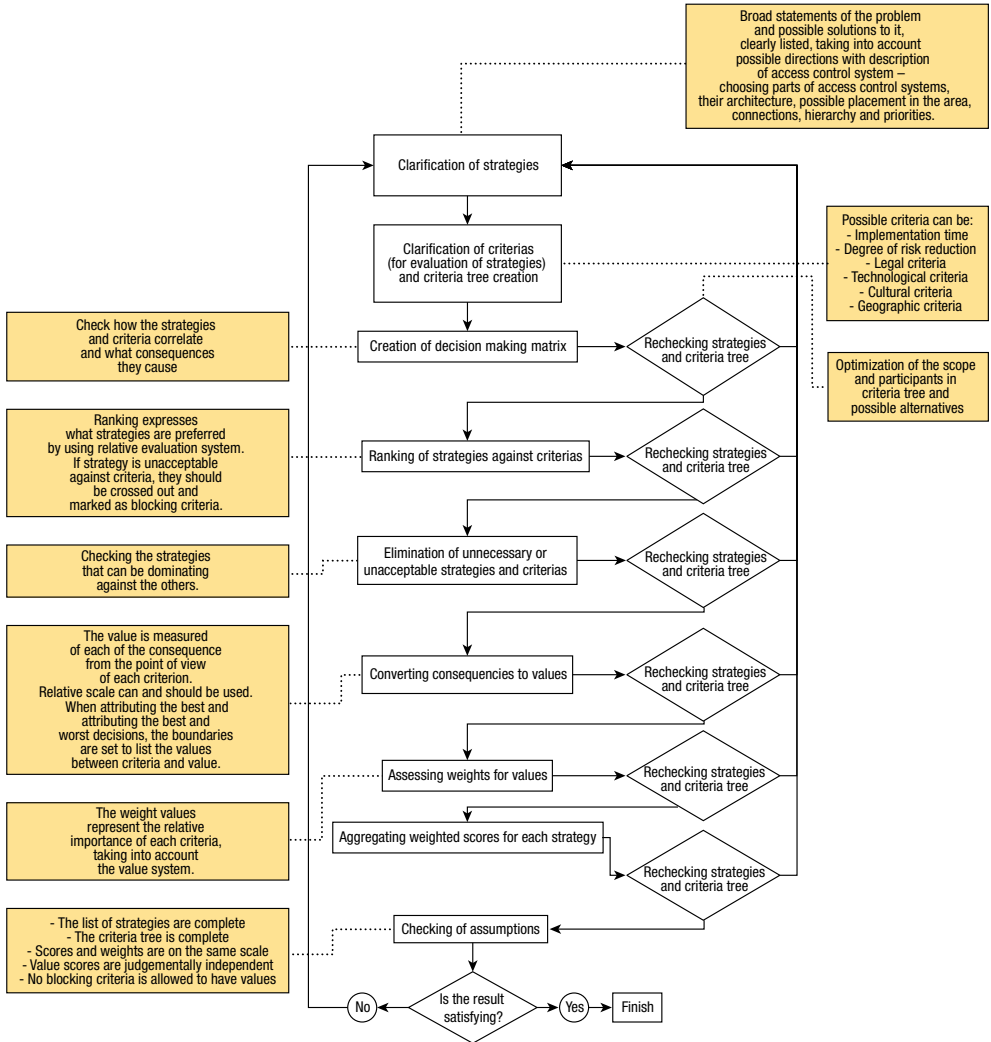 Broad statements of the problem
and possible solutions to it,
clearly listed, taking into account
possible directions with description
of access control system –
choosing parts of access control systems,
their architecture, possible placement in the area,
connections, hierarchy and priorities.
Clarification of strategies
Clarification of criterias
(for evaluation of strategies)
and criteria tree creation
Possible criteria can be:
- Implementation time
- Degree of risk reduction
- Legal criteria
- Technological criteria
- Cultural criteria
- Geographic criteria
Check how the strategies
and criteria correlate
and what consequences
they cause
Creation of decision making matrix
Rechecking strategies
and criteria tree
Optimization of the scope
and participants in
criteria tree and
possible alternatives
Ranking expresses
what strategies are preferred
by using relative evaluation system.
If strategy is unacceptable
against criteria, they should
be crossed out and
marked as blocking criteria.
Ranking of strategies against criterias
Rechecking strategies
and criteria tree
Checking the strategies
that can be dominating
against the others.
Elimination of unnecessary or
unacceptable strategies and criterias
Rechecking strategies
and criteria tree
The value is measured
of each of the consequence
from the point of view
of each criterion.
Relative scale can and should be used.
When attributing the best and
attributing the best and
worst decisions, the boundaries
are set to list the values
between criteria and value.
Converting consequencies to values
Rechecking strategies
and criteria tree
Assessing weights for values
Rechecking strategies
and criteria tree
The weight values
represent the relative
importance of each criteria,
taking into account
the value system.
Aggregating weighted scores for each strategy
Rechecking strategies
and criteria tree
- The list of strategies are complete
- The criteria tree is complete
- Scores and weights are on the same scale
- Value scores are judgementally independent
- No blocking criteria is allowed to have values
Checking of assumptions
No
Is the result
satisfying?
Yes
Finish